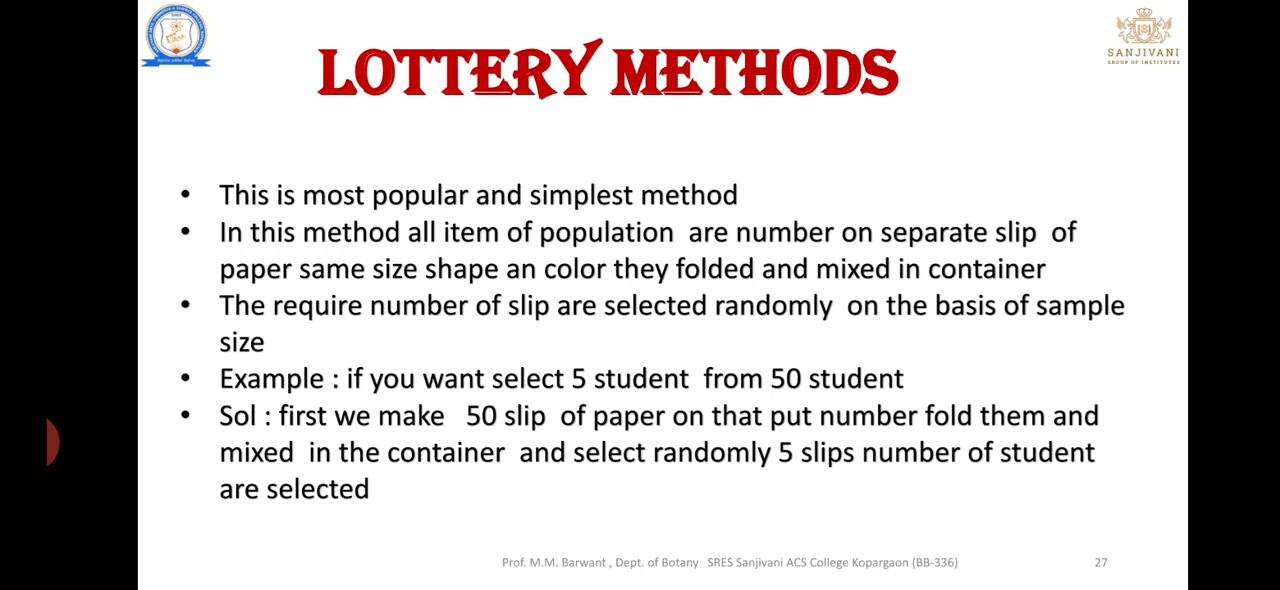 SANJIVANI
GROUP OF INSTITUTES
LOTTERY METHODS
• This is most popular and simplest method
• In this method all item of population are number on separate slip of
paper same size shape an color they folded and mixed in container
• The require number of slip are selected randomly on the basis of sample
size
• Example : if you want select 5 student from 50 student
• Sol : first we make 50 slip of paper on that put number fold them and
mixed in the container and select randomly 5 slips number of student
are selected
Prof. M.M. Barwant , Dept. of Botany SRES Sanjivani ACS College Kopargaon (BB-336)
27